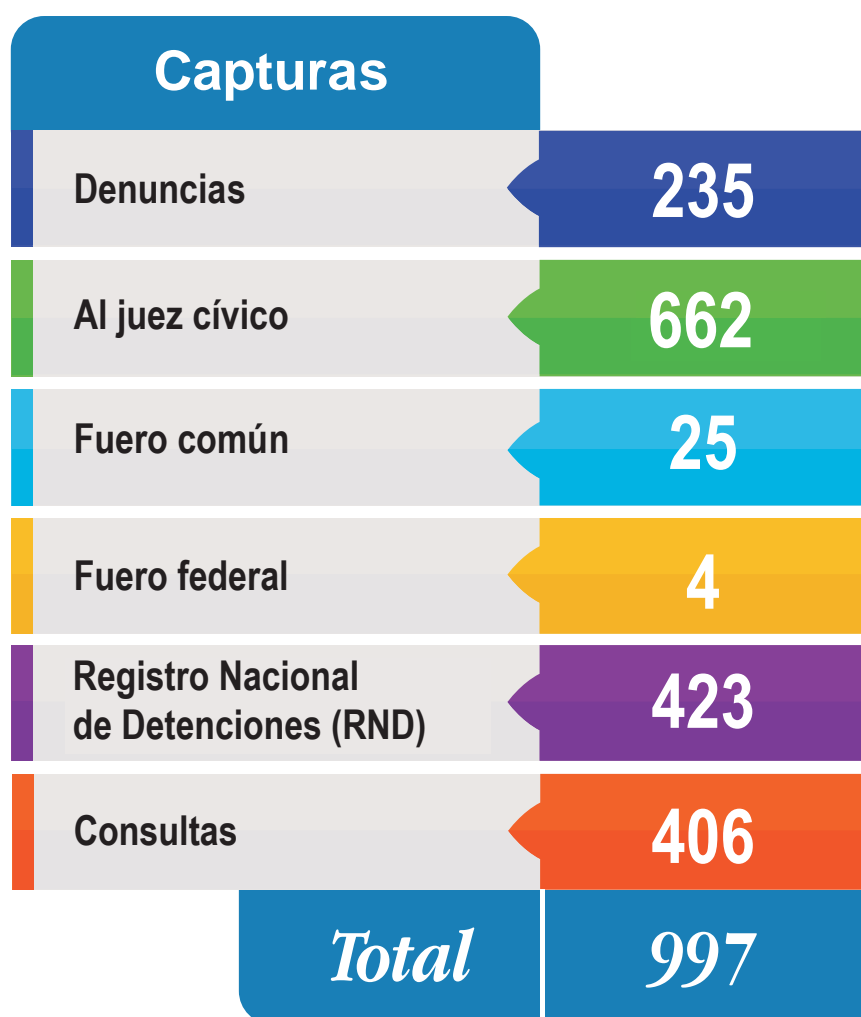 Capturas
Denuncias 235
Al juez cívico 662
Fuero común 25
Fuero federal 4
Registro Nacional
de Detenciones (RND) 423
Consultas 406
Total 997